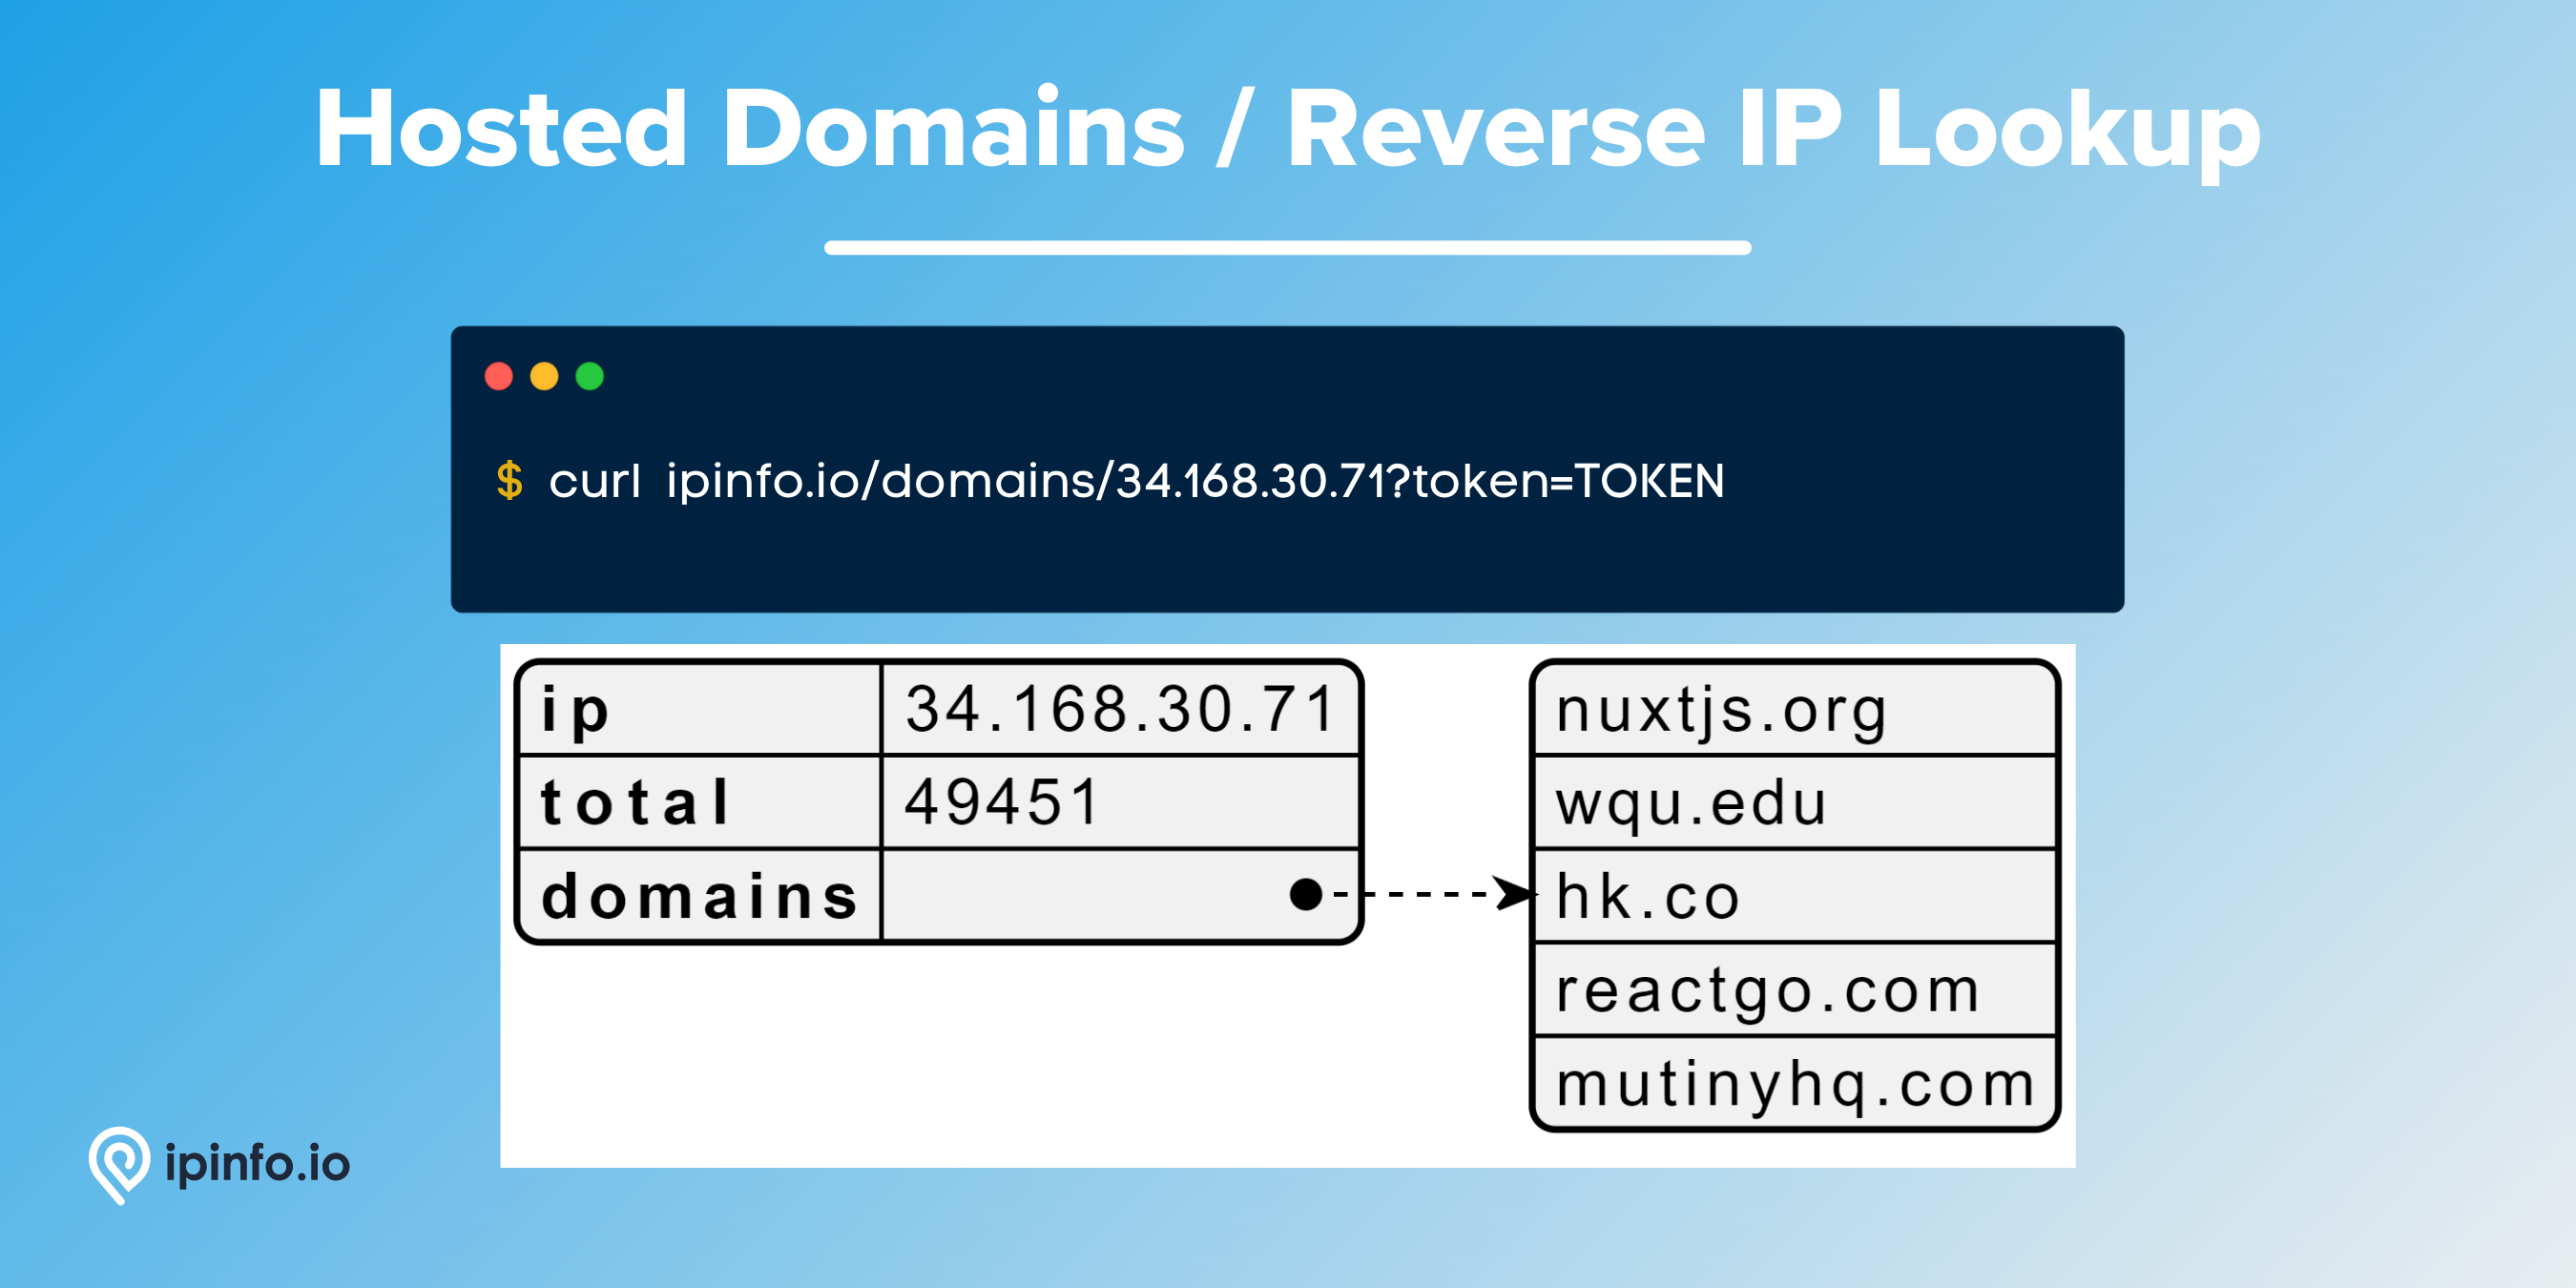 Hosted Domains / Reverse IP Lookup
$ curl ipinfo.io/domains/34.168.30.71?token=TOKEN
ip 34.168.30.71
total 49451
domains
nuxtjs.org
wqu.edu
hk.co
reactgo.com
mutinyhq.com
ipinfo.io